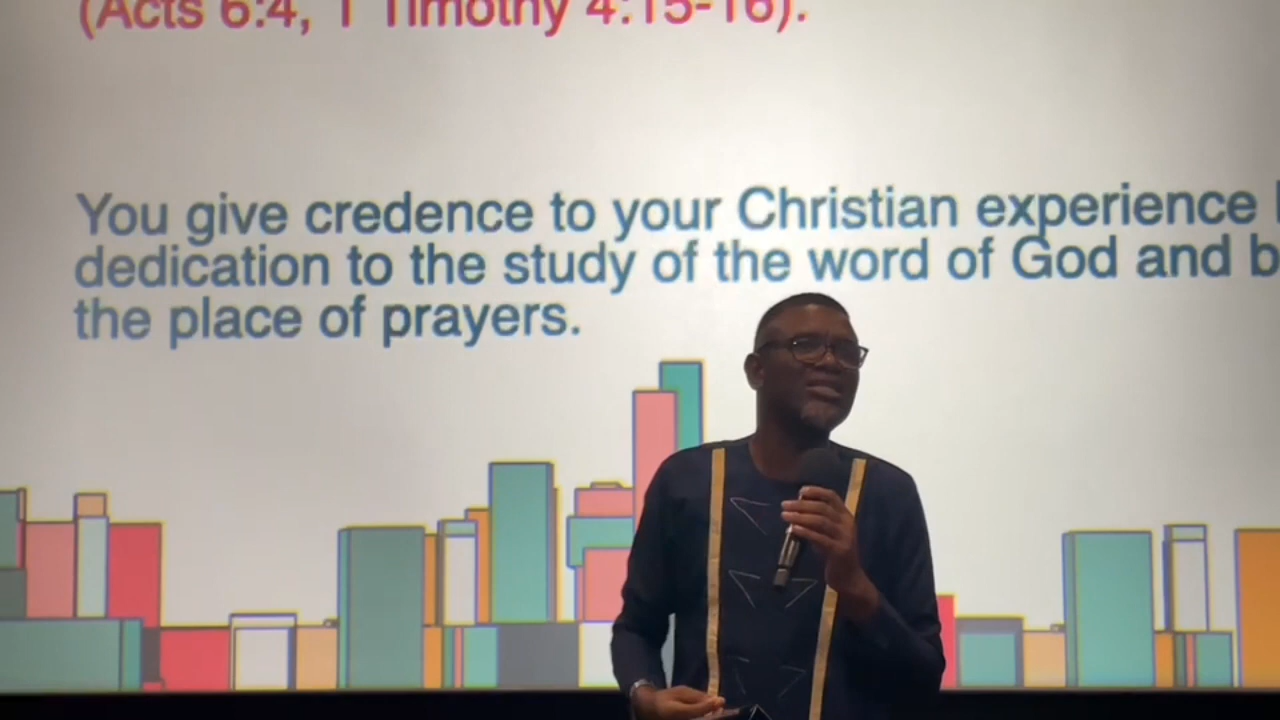 (Acts 6:4, 1 Timothy 4:15-16).
You give credence to your Christian experience
dedication to the study of the word of God and
the place of prayers.